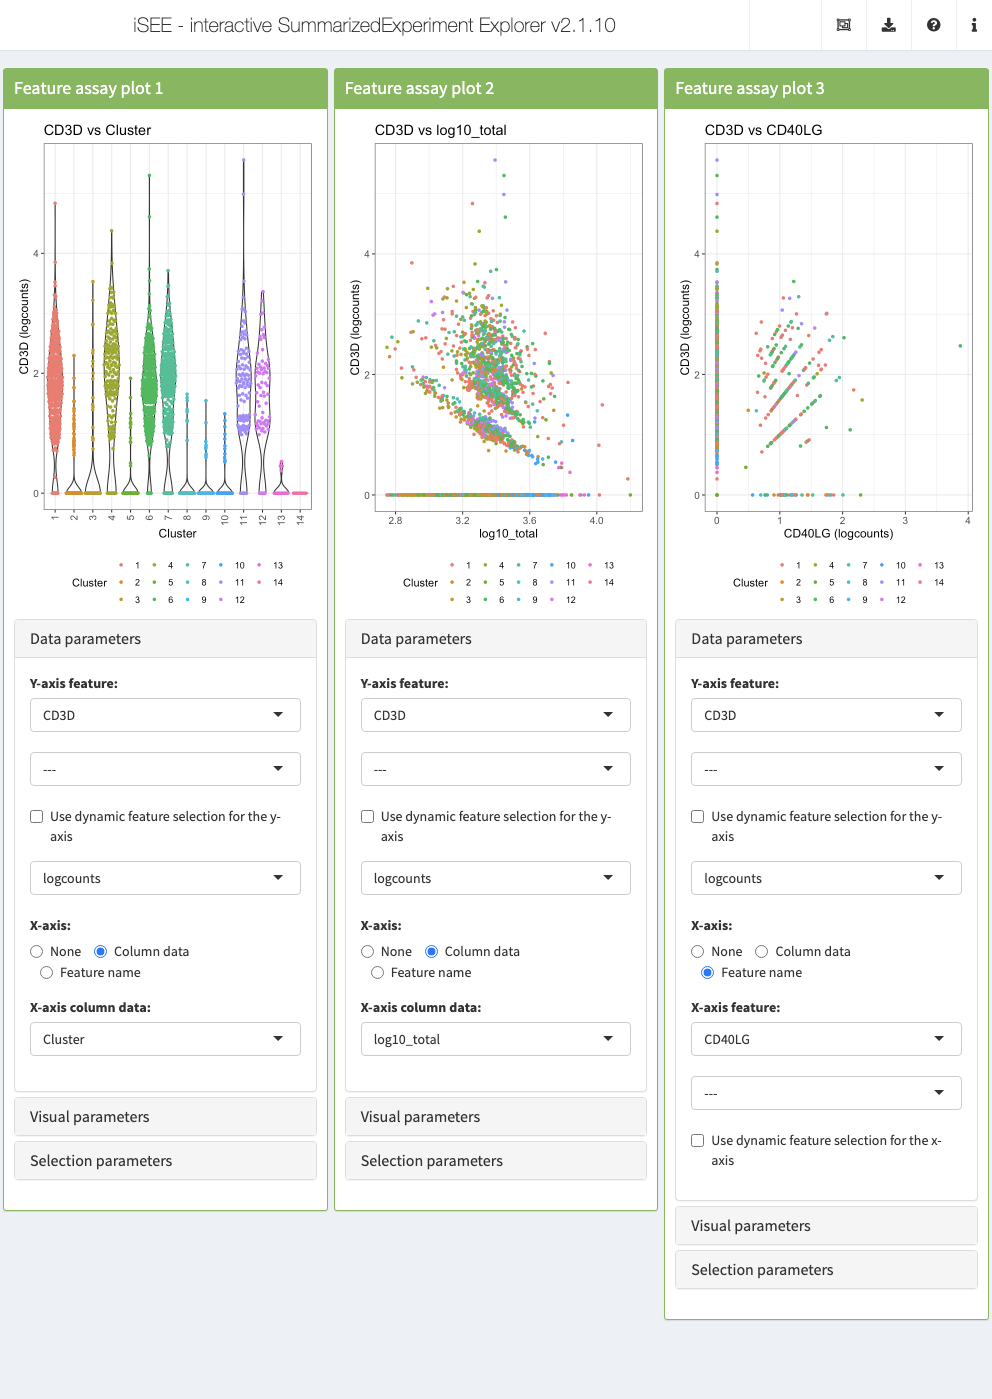 iSEE - interactive SummarizedExperiment Explorer v2.1.10
Feature assay plot 1
CD3D vs Cluster
CD3D (logcounts)
4
2
0
1 2 3 4 5 6 7 8 9 10 11 12 13 14
Cluster
Cluster
1 4 7 10 13
2 5 8 11 14
3 6 9 12
Data parameters
Y-axis feature:
CD3D
---
Use dynamic feature selection for the y-
axis
logcounts
X-axis:
None Column data
Feature name
X-axis column data:
Cluster
Visual parameters
Selection parameters
Feature assay plot 2
CD3D vs log10_total
CD3D (logcounts)
4
2
0
2.8 3.2 3.6 4.0
log10_total
Cluster
1 4 7 10 13
2 5 8 11 14
3 6 9 12
Data parameters
Y-axis feature:
CD3D
---
Use dynamic feature selection for the y-
axis
logcounts
X-axis:
None Column data
Feature name
X-axis column data:
log10_total
Visual parameters
Selection parameters
Feature assay plot 3
CD3D vs CD40LG
CD3D (logcounts)
4
2
0
0 1 2 3 4
CD40LG (logcounts)
Cluster
1 4 7 10 13
2 5 8 11 14
3 6 9 12
Data parameters
Y-axis feature:
CD3D
---
Use dynamic feature selection for the y-
axis
logcounts
X-axis:
None Column data
Feature name
X-axis feature:
CD40LG
---
Use dynamic feature selection for the x-
axis
Visual parameters
Selection parameters